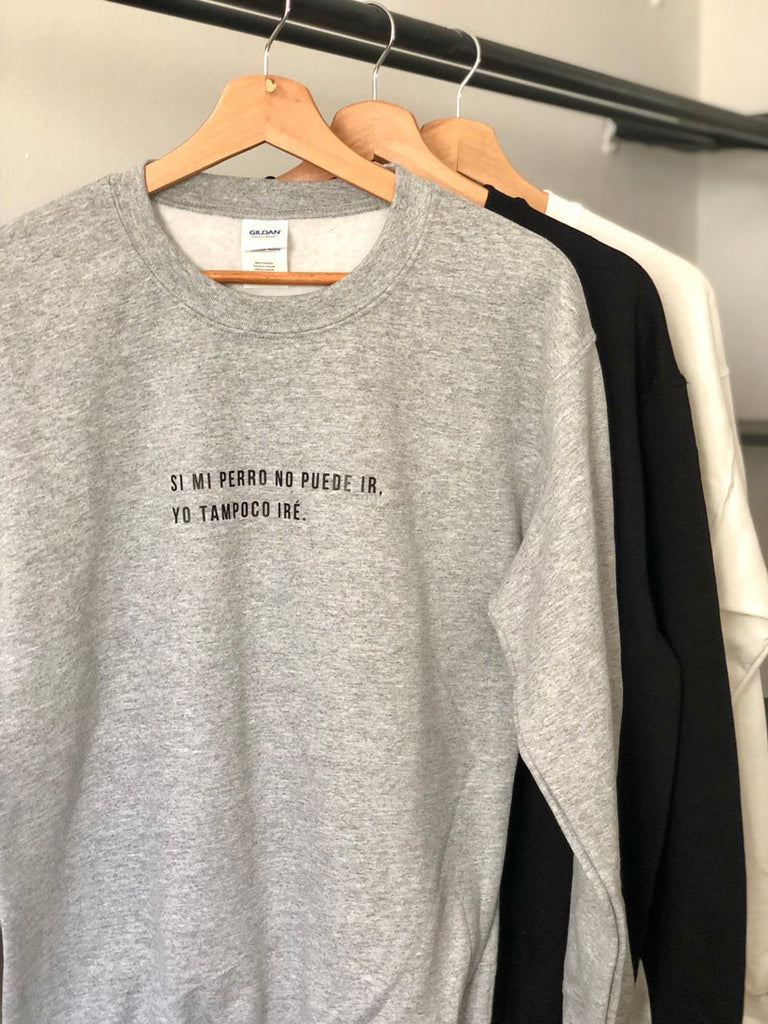 GILDAN
SI MI PERRO NO PUEDE IR,
YO TAMPOCO IRÉ.